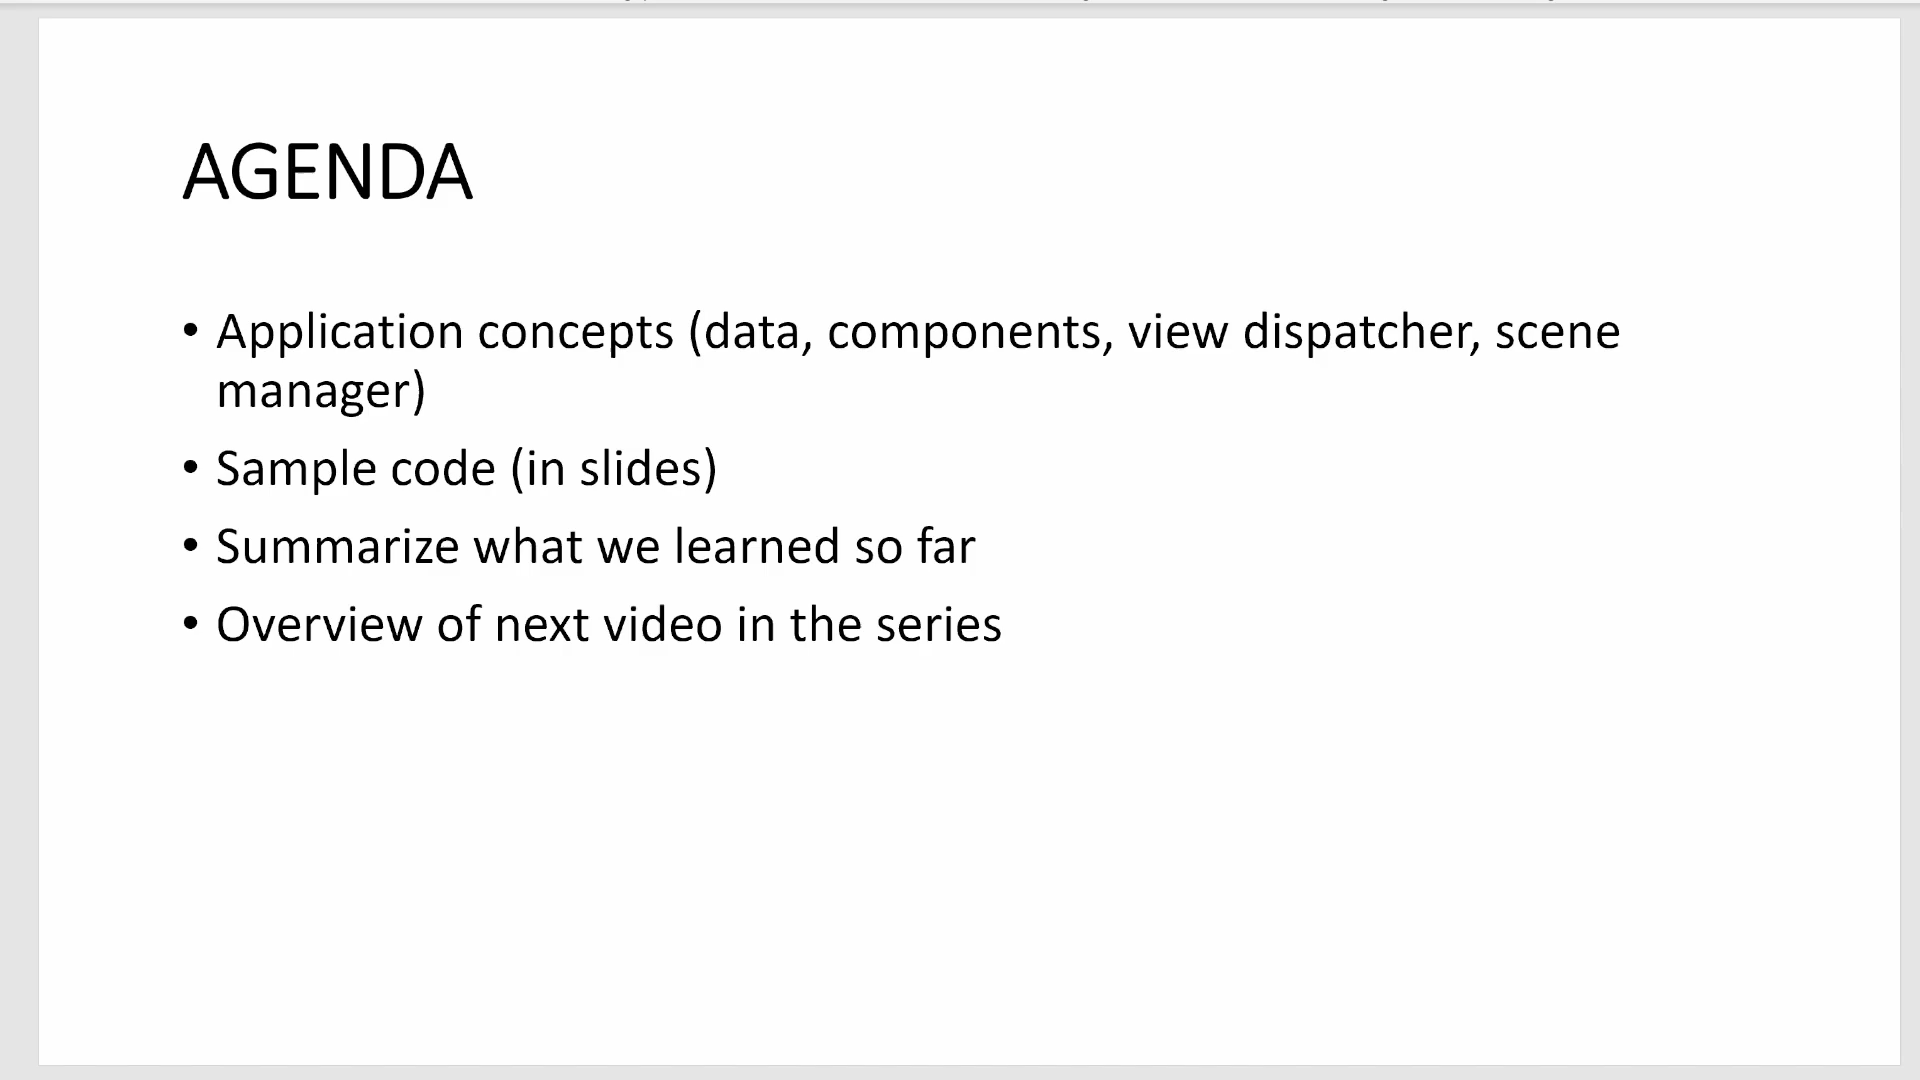 AGENDA
• Application concepts (data, components, view dispatcher, scene
manager)
• Sample code (in slides)
• Summarize what we learned so far
• Overview of next video in the series